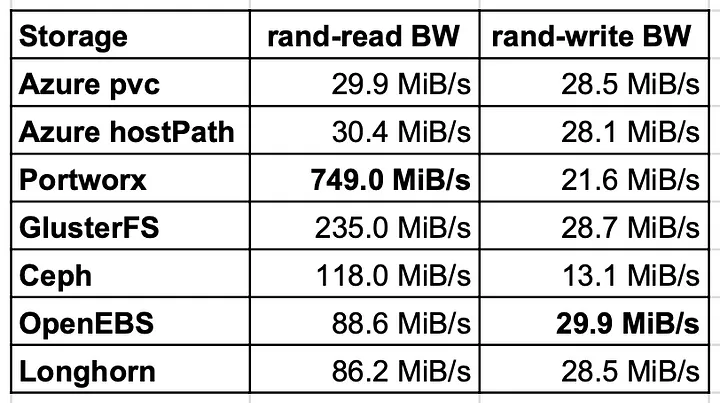 Storage rand-read BW rand-write BW
Azure pvc 29.9 MiB/s 28.5 MiB/s
Azure hostPath 30.4 MiB/s 28.1 MiB/s
Portworx 749.0 MiB/s 21.6 MiB/s
GlusterFS 235.0 MiB/s 28.7 MiB/s
Ceph 118.0 MiB/s 13.1 MiB/s
OpenEBS 88.6 MiB/s 29.9 MiB/s
Longhorn 86.2 MiB/s 28.5 MiB/s